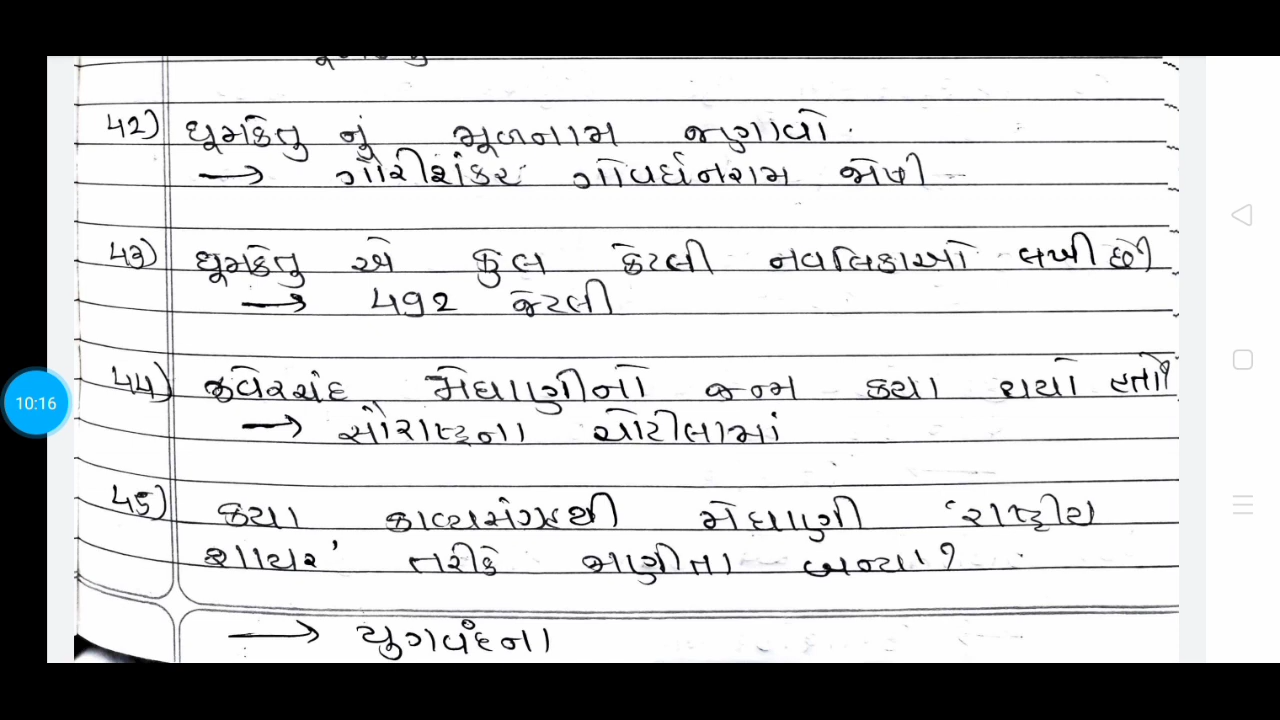 42) ધૂમકેતુ નું મૂળનામ જણાવો.
→ ગૌરીશંકર ગોવર્ધનરામ જોષી
43) ધૂમકેતુ એ કુલ કેટલી નવલિકાઓ લખી છે?
→ 492 જેટલી
44) ઝવેરચંદ મેઘાણીનો જન્મ કયા થયો હતો?
→ સૌરાષ્ટ્રના ચોટીલામાં
10:16
45) કયા કાવ્યસંગ્રહથી મેઘાણી 'રાષ્ટ્રીય
શાયર' તરીકે જાણીતા બન્યા?
→ યુગવંદના